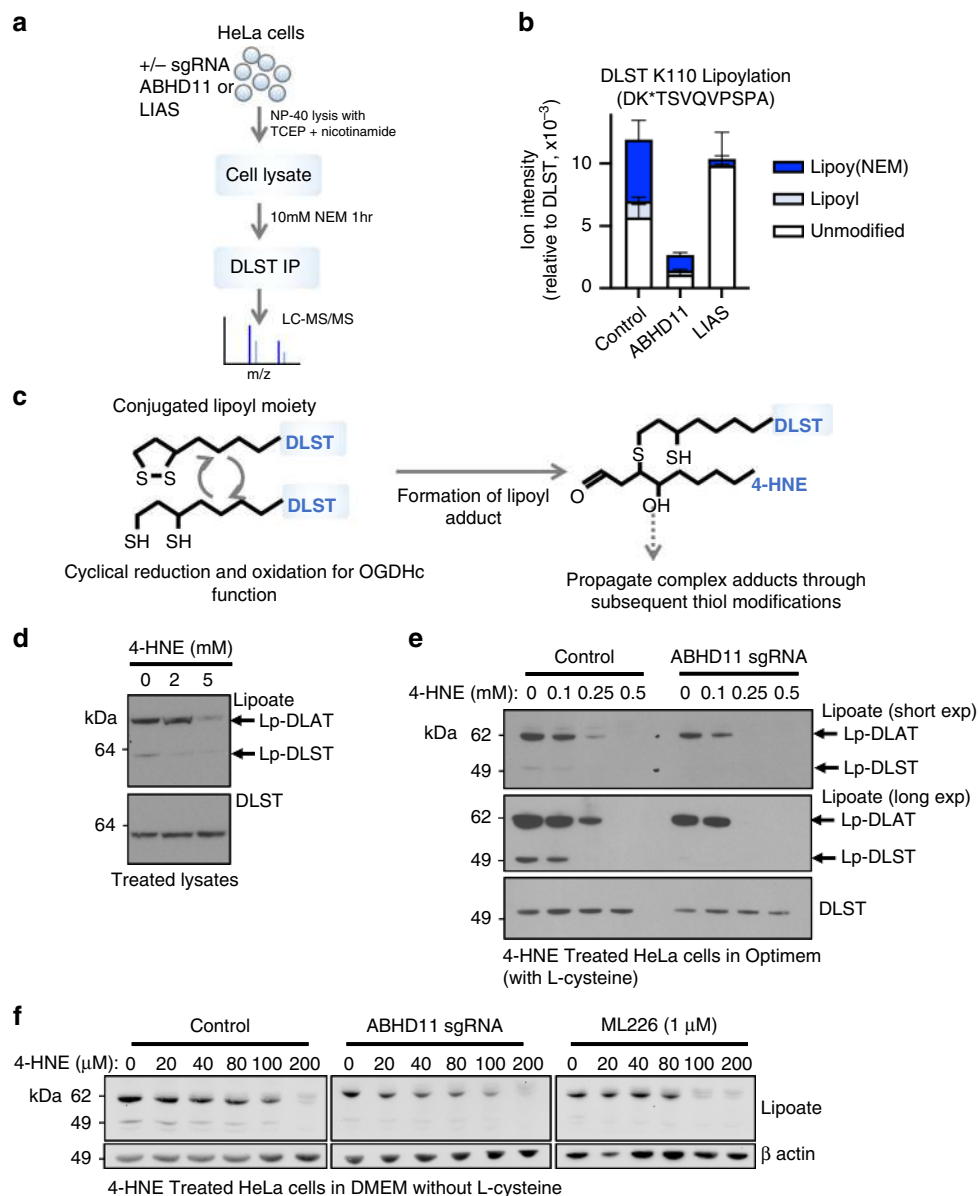 a
HeLa cells
+/– sgRNA
ABHD11 or
LIAS
NP-40 lysis with
TCEP + nicotinamide
Cell lysate
10mM NEM 1hr
DLST IP
LC-MS/MS
m/z
b
DLST K110 Lipoylation
(DK*TSVQVPSPA)
Ion intensity
(relative to DLST, x10⁻³)
10
5
0
Control
ABHD11
LIAS
Lipoy(NEM)
Lipoyl
Unmodified
c
Conjugated lipoyl moiety
DLST
S S
DLST
SH SH
Cyclical reduction and oxidation for OGDHc
function
Formation of lipoyl
adduct
DLST
S SH
O 4-HNE
OH
Propagate complex adducts through
subsequent thiol modifications
d
4-HNE (mM)
0 2 5
Lipoate
kDa
Lp-DLAT
64
Lp-DLST
DLST
64
Treated lysates
e
Control ABHD11 sgRNA
4-HNE (mM): 0 0.1 0.25 0.5 0 0.1 0.25 0.5
Lipoate (short exp)
kDa 62 Lp-DLAT
49 Lp-DLST
Lipoate (long exp)
62 Lp-DLAT
49 Lp-DLST
49 DLST
4-HNE Treated HeLa cells in Optimem
(with L-cysteine)
f
Control ABHD11 sgRNA ML226 (1 μM)
4-HNE (μM): 0 20 40 80 100 200 0 20 40 80 100 200 0 20 40 80 100 200
kDa 62
Lipoate
49
49 β actin
4-HNE Treated HeLa cells in DMEM without L-cysteine